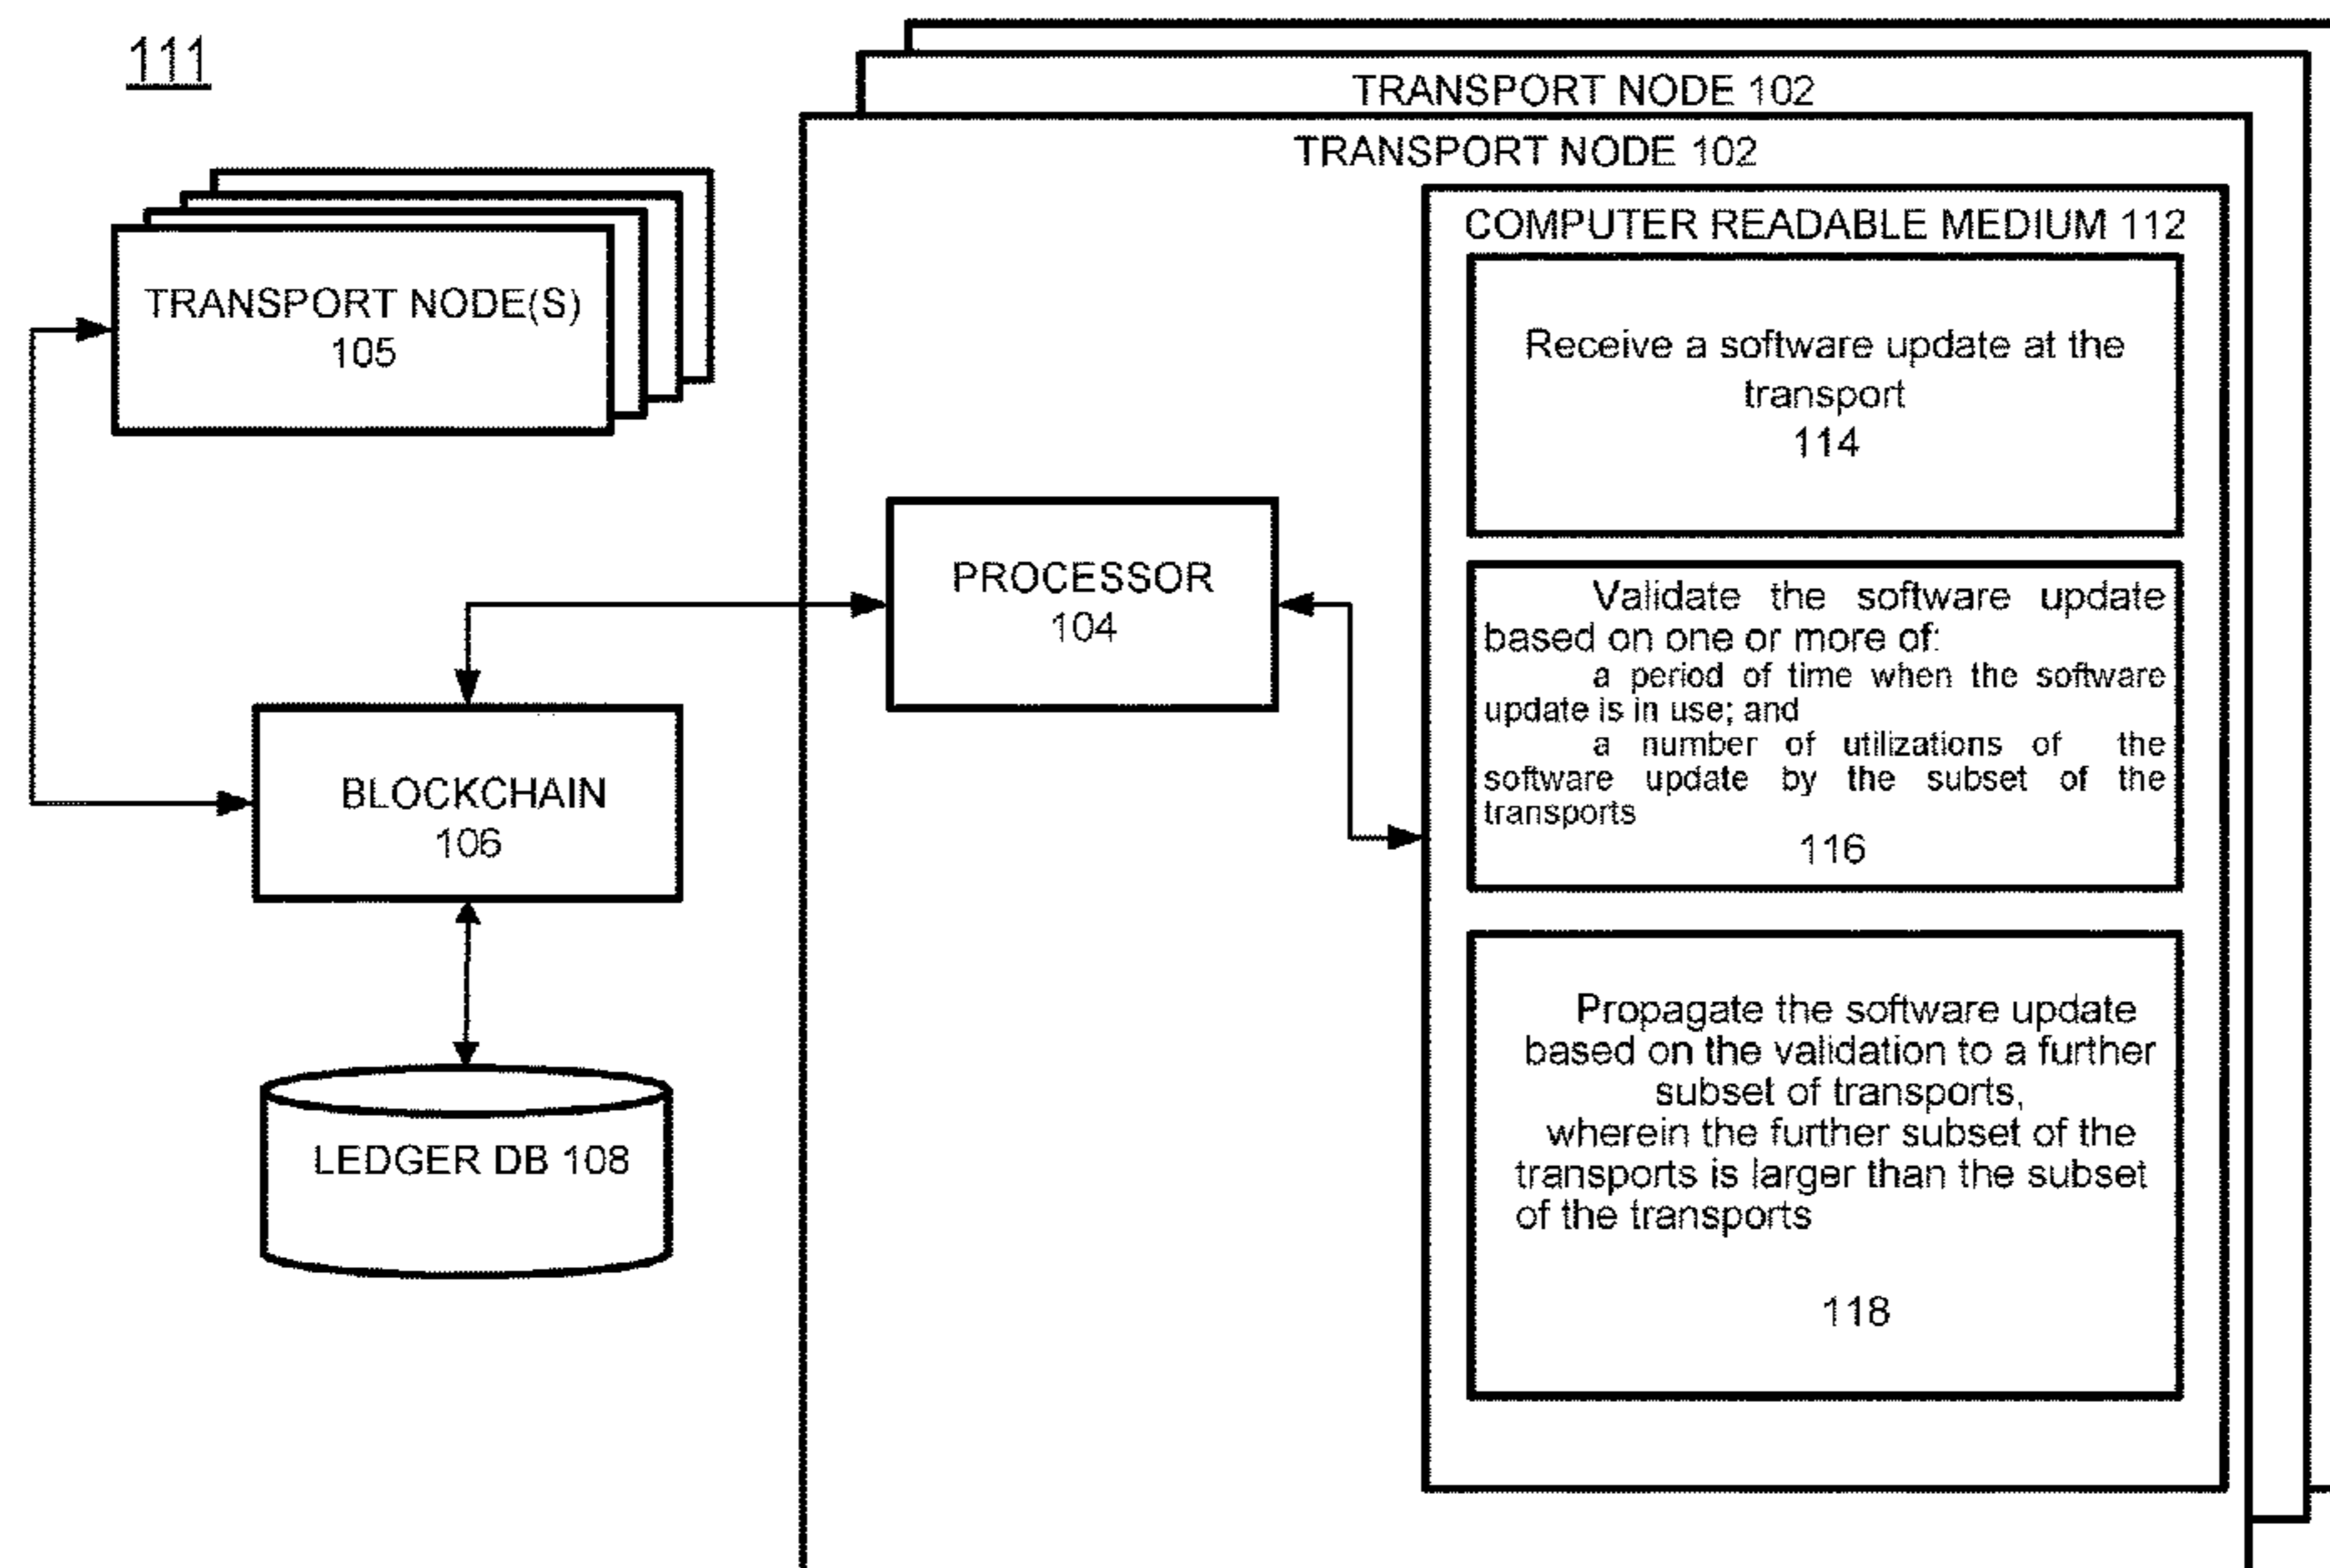 111
TRANSPORT NODE 102
TRANSPORT NODE 102
TRANSPORT NODE(S)
105
COMPUTER READABLE MEDIUM 112
Receive a software update at the
transport
114
PROCESSOR
104
Validate the software update
based on one or more of:
a period of time when the software
update is in use; and
a number of utilizations of the
software update by the subset of the
transports
116
BLOCKCHAIN
106
LEDGER DB 108
Propagate the software update
based on the validation to a further
subset of transports,
wherein the further subset of the
transports is larger than the subset
of the transports
118